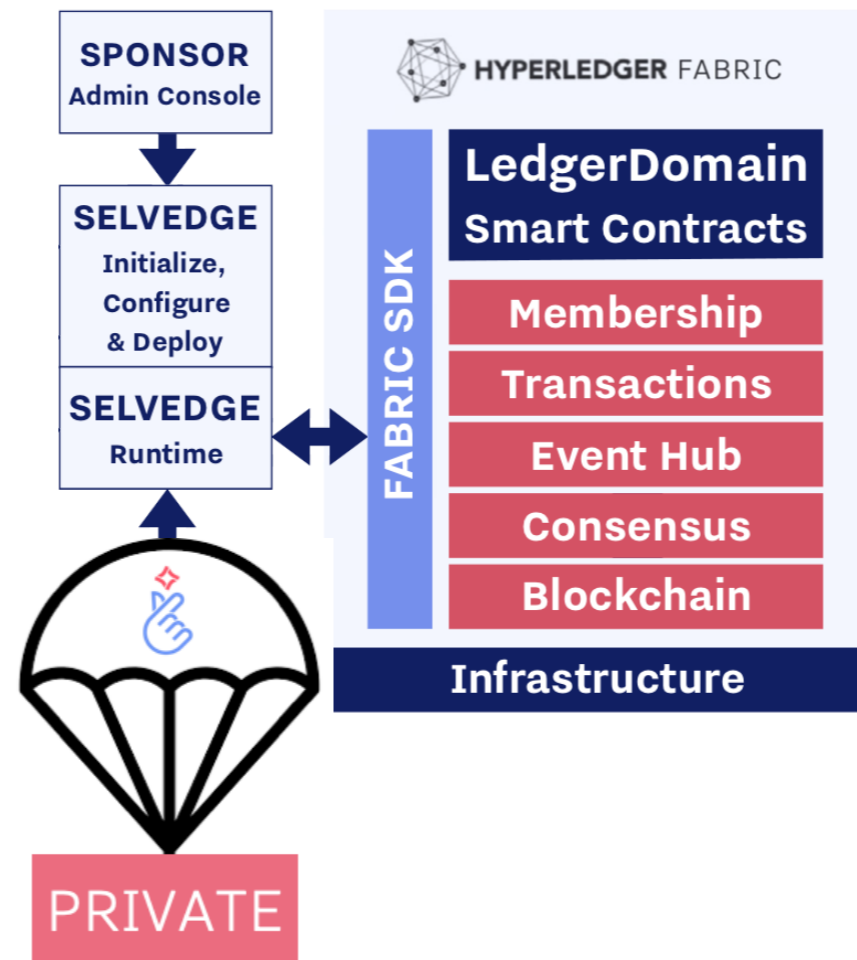 SPONSOR
Admin Console
SELVEDGE
Initialize,
Configure
& Deploy
SELVEDGE
Runtime
PRIVATE
HYPERLEDGER FABRIC
FABRIC SDK
LedgerDomain
Smart Contracts
Membership
Transactions
Event Hub
Consensus
Blockchain
Infrastructure